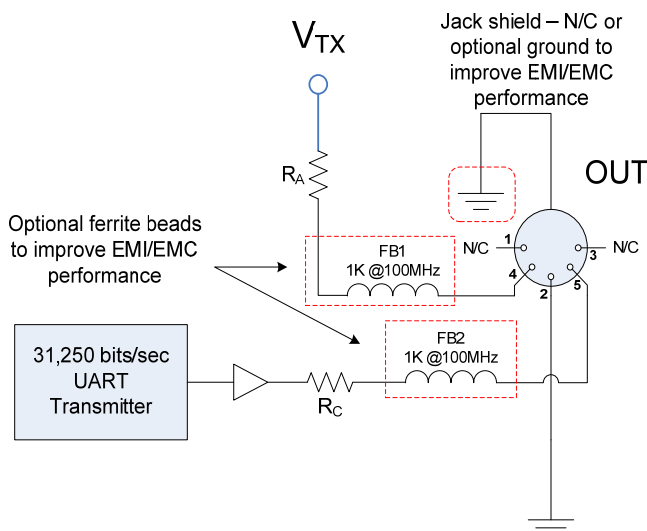 Jack shield – N/C or
optional ground to
improve EMI/EMC
performance
VTX
RA
OUT
Optional ferrite beads
to improve EMI/EMC
performance
FB1
1K @100MHz
N/C
1
3
N/C
4
2
5
31,250 bits/sec
UART
Transmitter
RC
FB2
1K @100MHz